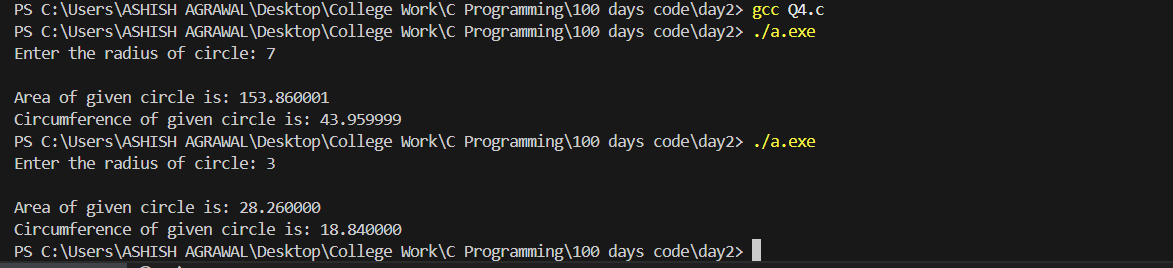 PS C:\Users\ASHISH AGRAWAL\Desktop\College Work\C Programming\100 days code\day2> gcc Q4.c
PS C:\Users\ASHISH AGRAWAL\Desktop\College Work\C Programming\100 days code\day2> ./a.exe
Enter the radius of circle: 7
Area of given circle is: 153.860001
Circumference of given circle is: 43.959999
PS C:\Users\ASHISH AGRAWAL\Desktop\College Work\C Programming\100 days code\day2> ./a.exe
Enter the radius of circle: 3
Area of given circle is: 28.260000
Circumference of given circle is: 18.840000
PS C:\Users\ASHISH AGRAWAL\Desktop\College Work\C Programming\100 days code\day2>